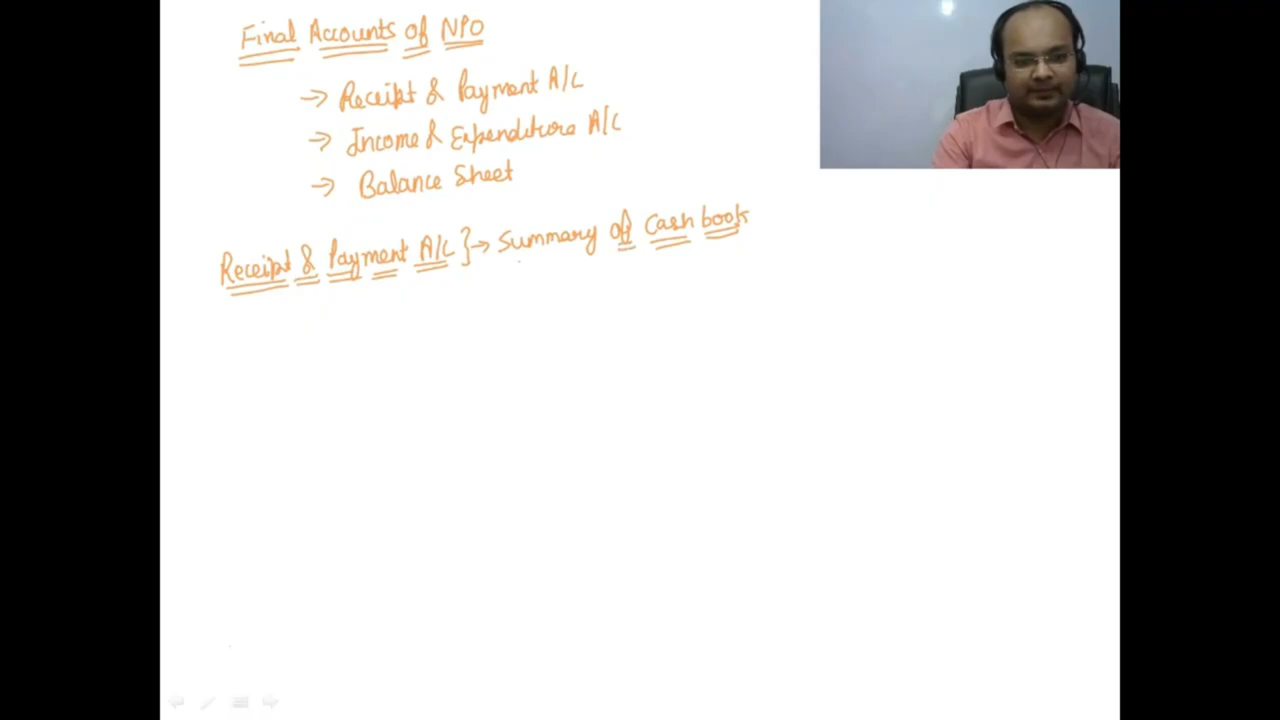 Final Accounts of NPO
→ Receipt & Payment A/C
→ Income & Expenditure A/C
→ Balance Sheet
Receipt & Payment A/C } → Summary of Cash book